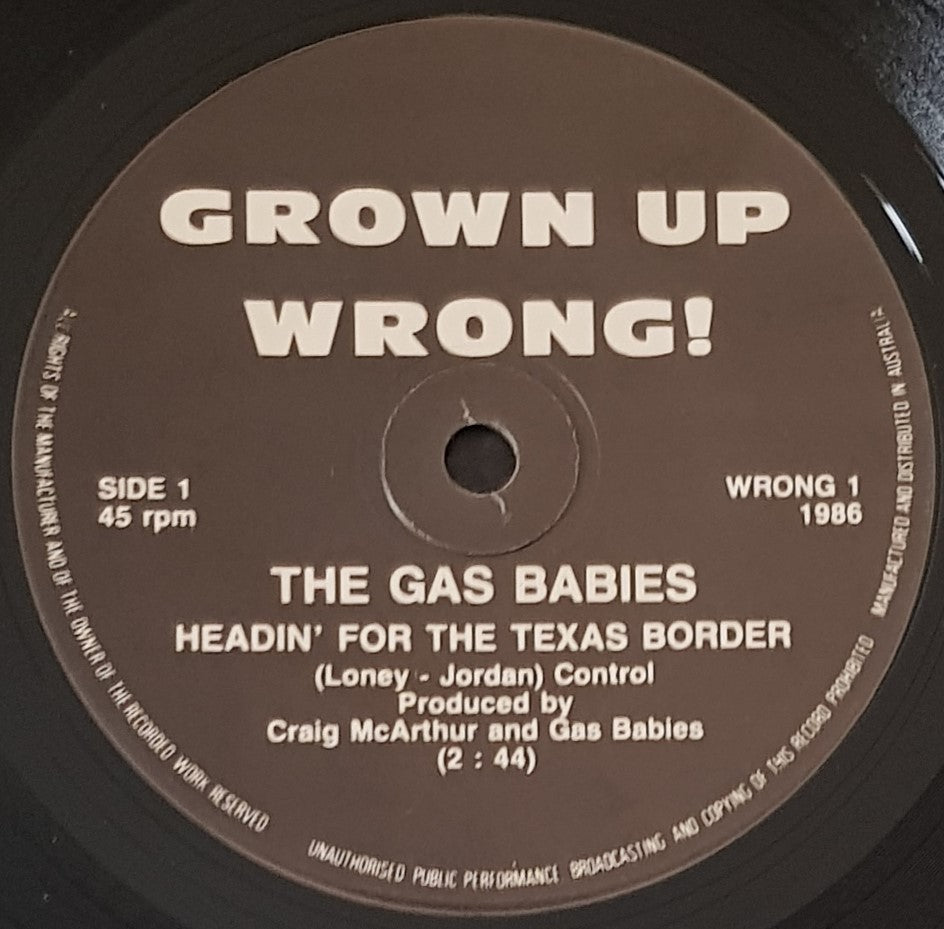 GROWN UP
WRONG!
SIDE 1
45 rpm
WRONG 1
1986
THE GAS BABIES
HEADIN' FOR THE TEXAS BORDER
(Loney - Jordan) Control
Produced by
Craig McArthur and Gas Babies
(2 : 44)
ALL RIGHTS OF THE MANUFACTURER AND OF THE OWNER OF THE RECORDED WORK RESERVED
UNAUTHORISED PUBLIC PERFORMANCE BROADCASTING AND COPYING OF THIS RECORD PROHIBITED
MANUFACTURED AND DISTRIBUTED IN AUSTRALIA